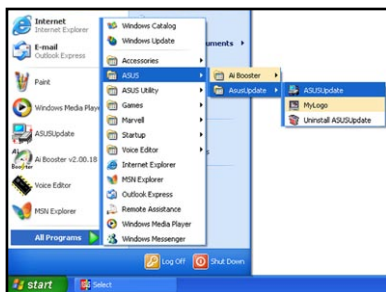 Internet
Internet Explorer
E-mail
Outlook Express
Paint
Windows Media Play
ASUSUpdate
Ai Booster v2.00.18
Voice Editor
MSN Explorer
All Programs
Windows Catalog
Windows Update
Accessories
ASUS
ASUS Utility
Games
Marvell
Startup
Voice Editor
Internet Explorer
MSN Explorer
Outlook Express
Remote Assistance
Windows Media Player
Windows Messenger
uments
s
Ai Booster
AsusUpdate
ASUSUpdate
MyLogo
Uninstall ASUSUpdate
Log Off
Shut Down
start
Select